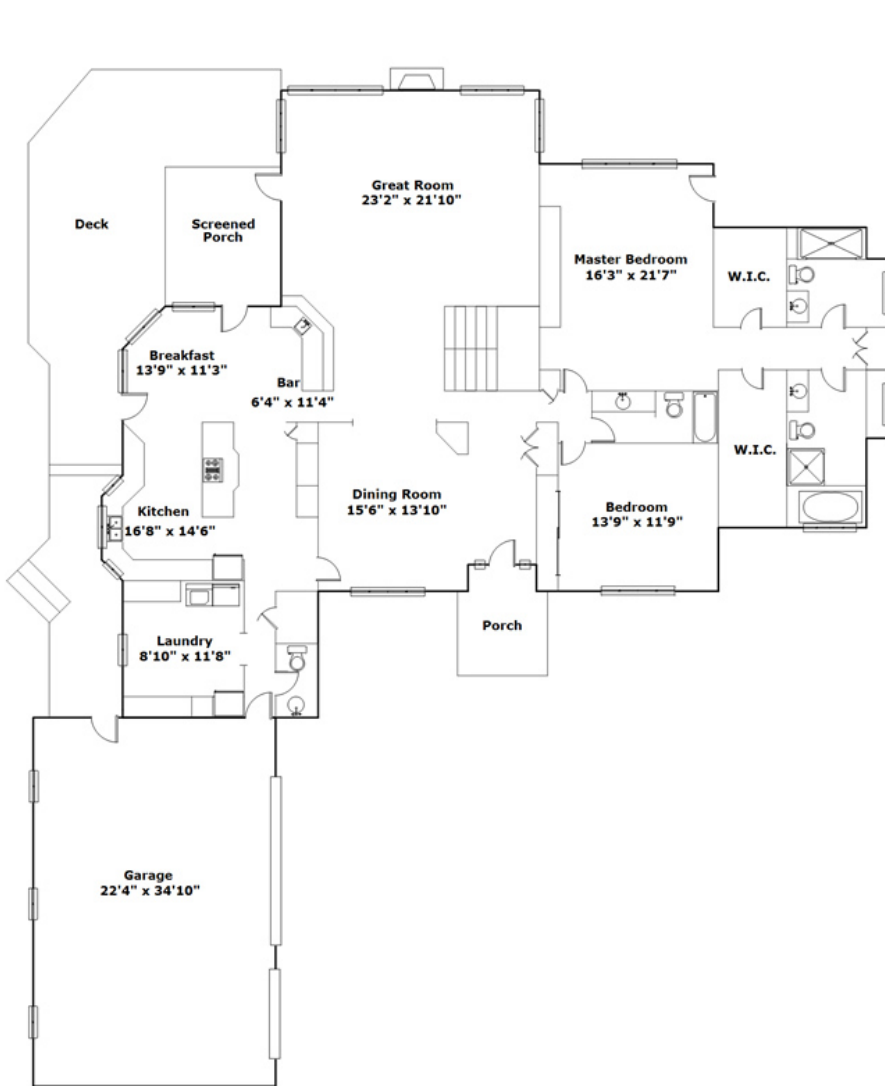 Great Room
23'2" x 21'10"
Deck
Screened
Porch
Master Bedroom
16'3" x 21'7"
W.I.C.
Breakfast
13'9" x 11'3"
Bar
6'4" x 11'4"
W.I.C.
Dining Room
15'6" x 13'10"
Kitchen
16'8" x 14'6"
Bedroom
13'9" x 11'9"
Porch
Laundry
8'10" x 11'8"
Garage
22'4" x 34'10"